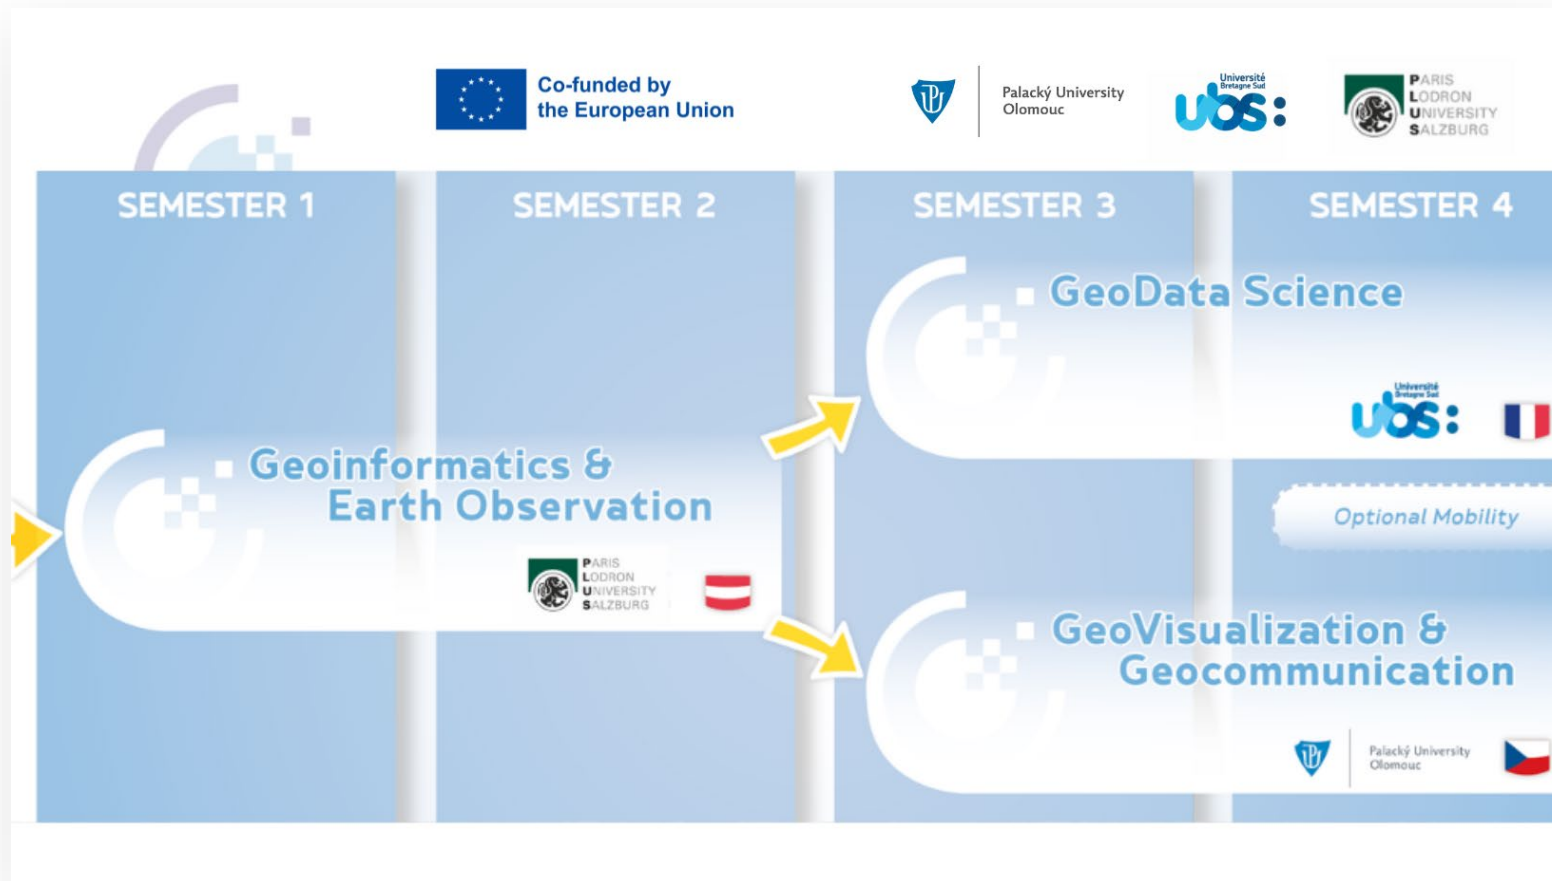 Co-funded by
the European Union
Palacký University
Olomouc
Université
Bretagne Sud
ubs:
PARIS
LODRON
UNIVERSITY
SALZBURG
SEMESTER 1
SEMESTER 2
SEMESTER 3
SEMESTER 4
GeoData Science
Université
Bretagne Sud
ubs:
Geoinformatics &
Earth Observation
PARIS
LODRON
UNIVERSITY
SALZBURG
Optional Mobility
GeoVisualization &
Geocommunication
Palacký University
Olomouc